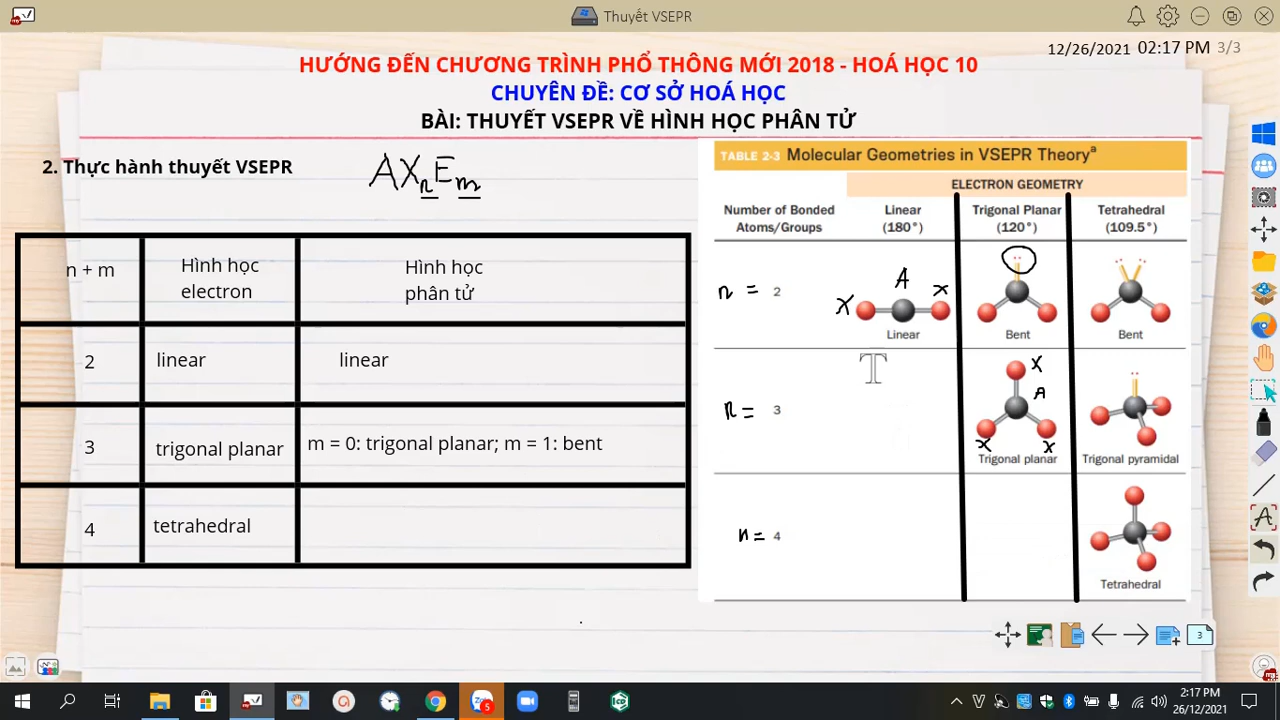 Thuyết VSEPR
12/26/2021 02:17 PM 3/3
HƯỚNG ĐẾN CHƯƠNG TRÌNH PHỔ THÔNG MỚI 2018 - HOÁ HỌC 10
CHUYÊN ĐỀ: CƠ SỞ HOÁ HỌC
BÀI: THUYẾT VSEPR VỀ HÌNH HỌC PHÂN TỬ
2. Thực hành thuyết VSEPR
AXnEm
n + m
Hình học
electron
Hình học
phân tử
2 linear linear
3 trigonal planar m = 0: trigonal planar; m = 1: bent
4 tetrahedral
TABLE 2-3 Molecular Geometries in VSEPR Theoryª
ELECTRON GEOMETRY
Number of Bonded
Atoms/Groups
Linear
(180°)
Trigonal Planar
(120°)
Tetrahedral
(109.5°)
n = 2
X A X
Linear Bent Bent
T
n = 3
X
A
X X
Trigonal planar Trigonal pyramidal
n = 4
Tetrahedral
3
5
2:17 PM
26/12/2021